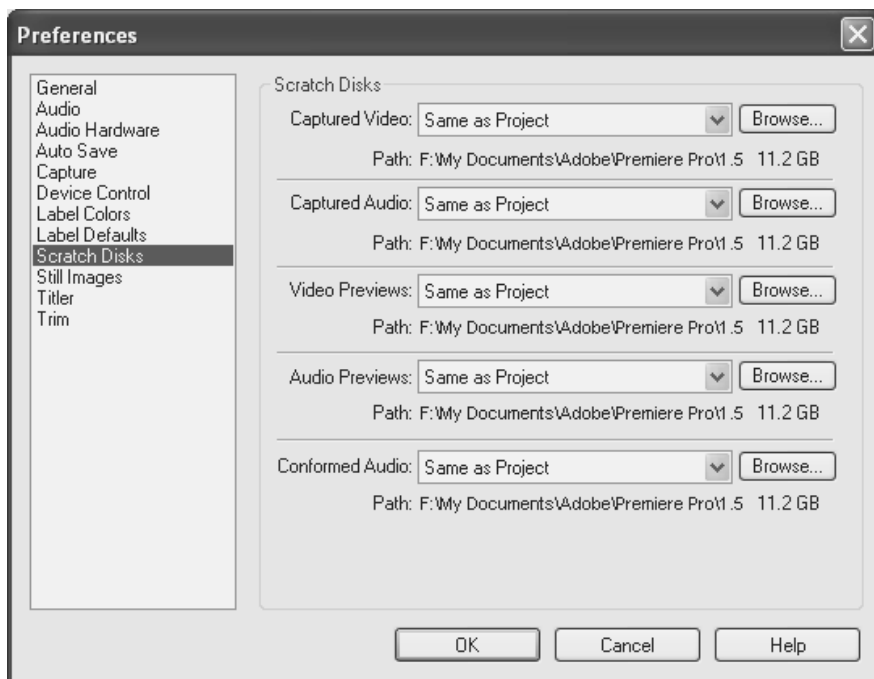 Preferences
General
Audio
Audio Hardware
Auto Save
Capture
Device Control
Label Colors
Label Defaults
Scratch Disks
Still Images
Titler
Trim
Scratch Disks
Captured Video: Same as Project Browse...
Path: F:\My Documents\Adobe\Premiere Pro\1.5 11.2 GB
Captured Audio: Same as Project Browse...
Path: F:\My Documents\Adobe\Premiere Pro\1.5 11.2 GB
Video Previews: Same as Project Browse...
Path: F:\My Documents\Adobe\Premiere Pro\1.5 11.2 GB
Audio Previews: Same as Project Browse...
Path: F:\My Documents\Adobe\Premiere Pro\1.5 11.2 GB
Conformed Audio: Same as Project Browse...
Path: F:\My Documents\Adobe\Premiere Pro\1.5 11.2 GB
OK Cancel Help